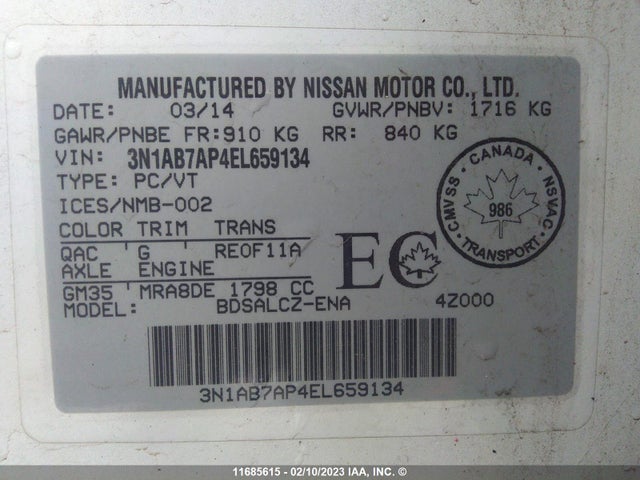 MANUFACTURED BY NISSAN MOTOR CO., LTD.
DATE: 03/14 GVWR/PNBV: 1716 KG
GAWR/PNBE FR: 910 KG RR: 840 KG
VIN: 3N1AB7AP4EL659134
TYPE: PC/VT
ICES/NMB-002
COLOR TRIM TRANS
QAC G RE0F11A
AXLE ENGINE
GM35 MRA8DE 1798 CC
MODEL: BDSALCZ-ENA 4Z000
EC
CANADA
CMVSS NSVAC
986
TRANSPORT
3N1AB7AP4EL659134
11685615 - 02/10/2023 IAA, INC. ©